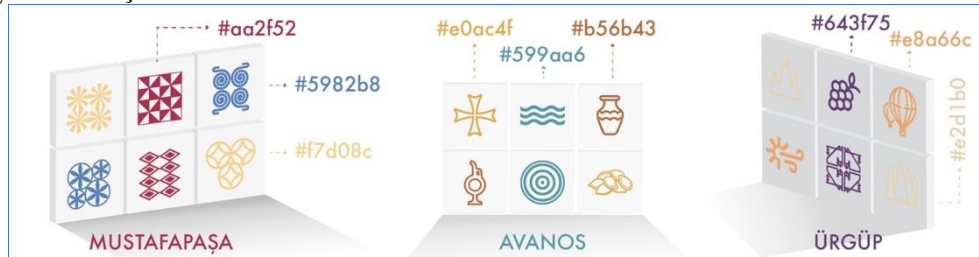 #aa2f52
#5982b8
#f7d08c
MUSTAFAPAŞA
#e0ac4f
#b56b43
#599aa6
AVANOS
#643f75
#e8a66c
#e2d1b0
ÜRGÜP